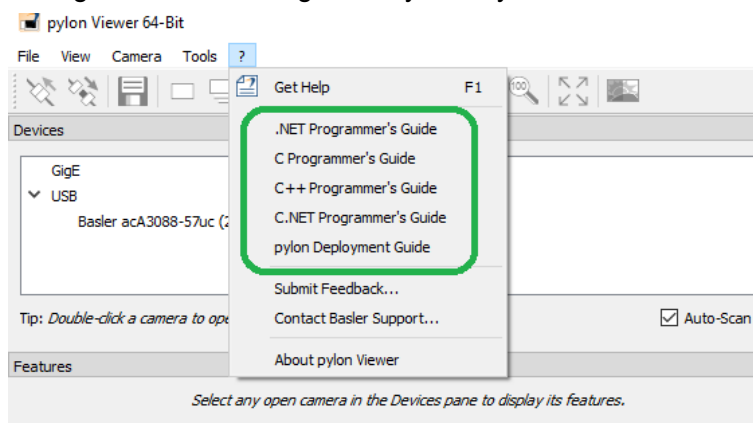 pylon Viewer 64-Bit
File View Camera Tools ?
Get Help F1
100
Devices
.NET Programmer's Guide
GigE
C Programmer's Guide
USB
C++ Programmer's Guide
Basler acA3088-57uc (2
C.NET Programmer's Guide
pylon Deployment Guide
Submit Feedback...
Tip: Double-click a camera to ope
Contact Basler Support...
Auto-Scan
About pylon Viewer
Features
Select any open camera in the Devices pane to display its features.